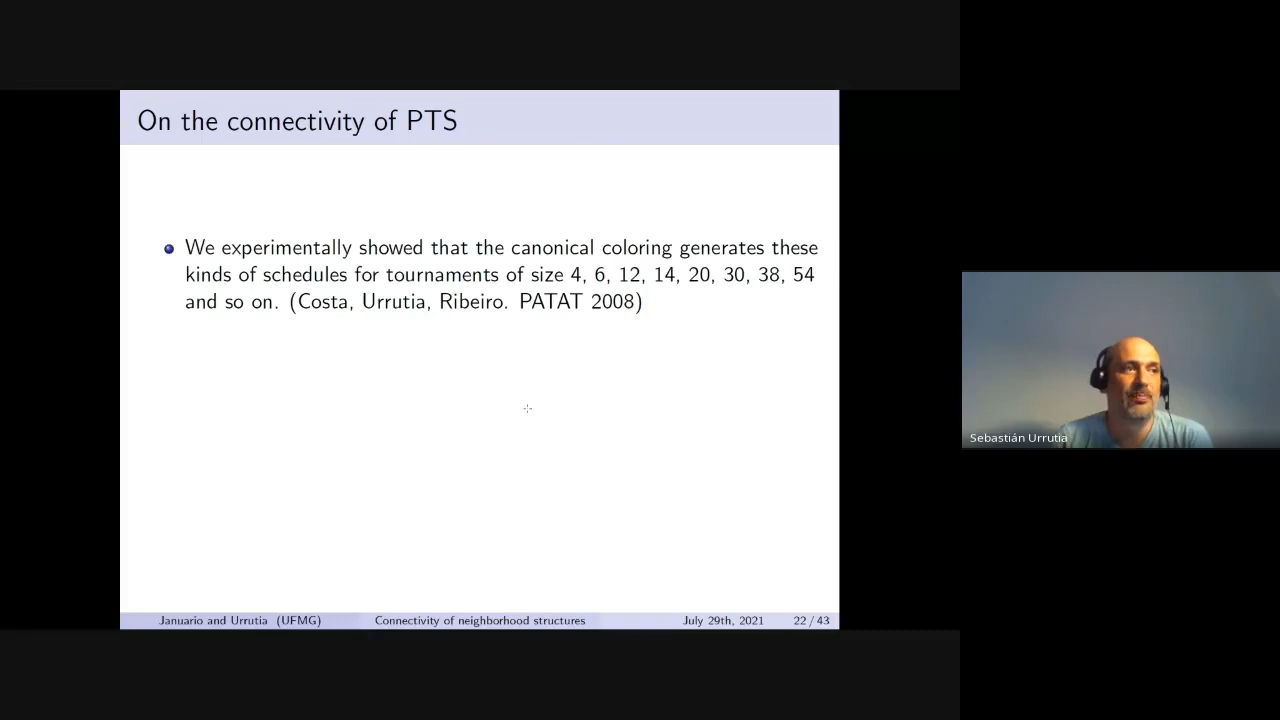 On the connectivity of PTS
We experimentally showed that the canonical coloring generates these
kinds of schedules for tournaments of size 4, 6, 12, 14, 20, 30, 38, 54
and so on. (Costa, Urrutia, Ribeiro. PATAT 2008)
Sebastián Urrutia
Januario and Urrutia (UFMG) Connectivity of neighborhood structures July 29th, 2021 22 / 43